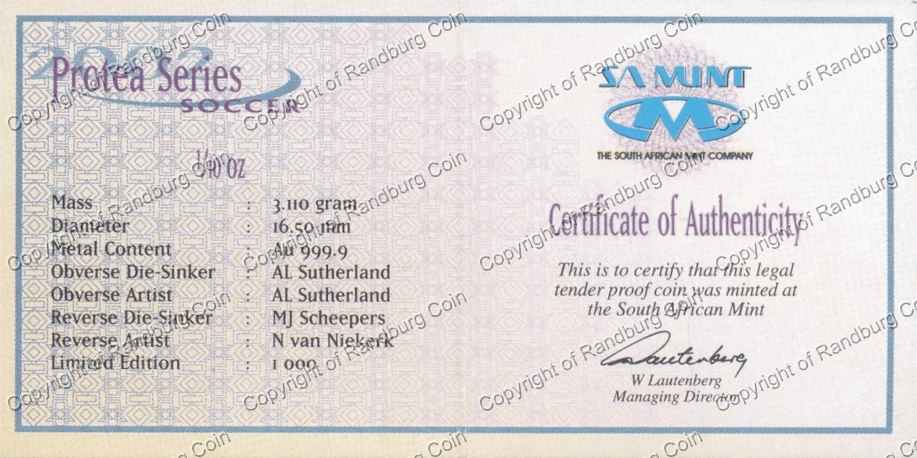 Protea Series
SOCCER
1/10 OZ
Mass : 3.110 gram
Diameter : 16.50 mm
Metal Content : Au 999.9
Obverse Die-Sinker : AL Sutherland
Obverse Artist : AL Sutherland
Reverse Die-Sinker : MJ Scheepers
Reverse Artist : N van Niekerk
Limited Edition : 1 000
SA MINT
THE SOUTH AFRICAN MINT COMPANY
Certificate of Authenticity
This is to certify that this legal
tender proof coin was minted at
the South African Mint
W Lautenberg
Managing Director
Copyright of Randburg Coin